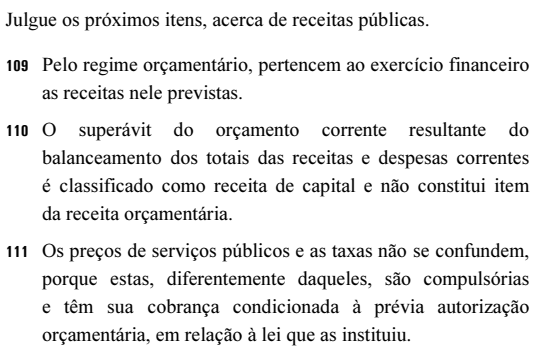 Julgue os próximos itens, acerca de receitas públicas.
109 Pelo regime orçamentário, pertencem ao exercício financeiro
as receitas nele previstas.
110 O superávit do orçamento corrente resultante do
balanceamento dos totais das receitas e despesas correntes
é classificado como receita de capital e não constitui item
da receita orçamentária.
111 Os preços de serviços públicos e as taxas não se confundem,
porque estas, diferentemente daqueles, são compulsórias
e têm sua cobrança condicionada à prévia autorização
orçamentária, em relação à lei que as instituiu.